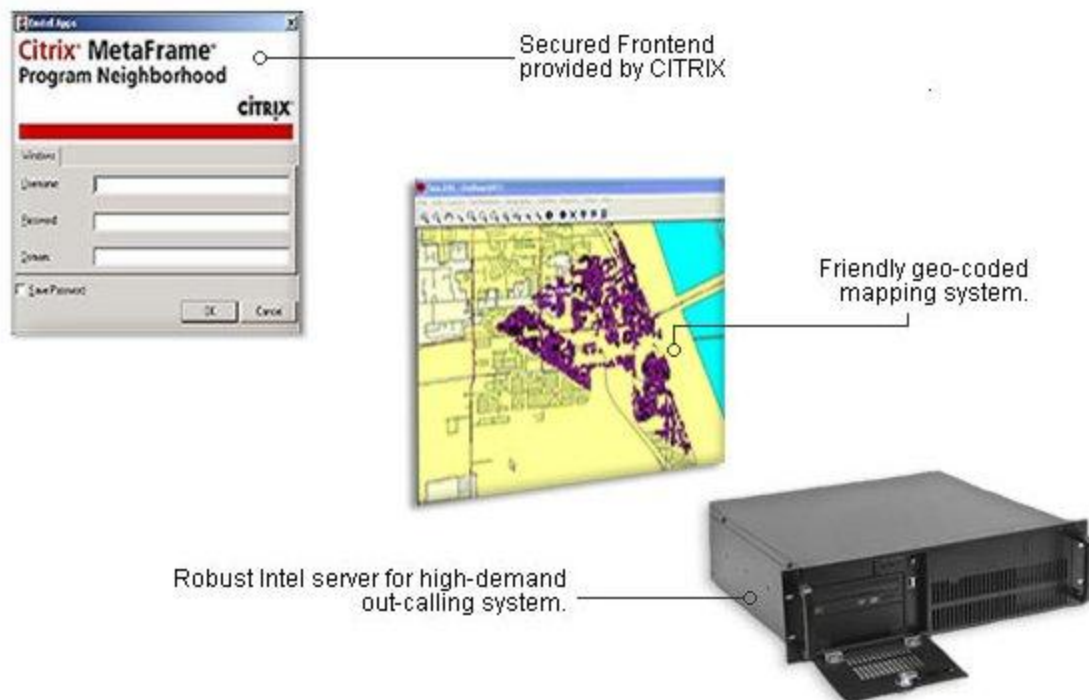 Citrix® MetaFrame®
Program Neighborhood
CITRIX®
Windows
Username
Password
Domain
Save Password
OK
Cancel
Secured Frontend
provided by CITRIX
Friendly geo-coded
mapping system.
Robust Intel server for high-demand
out-calling system.